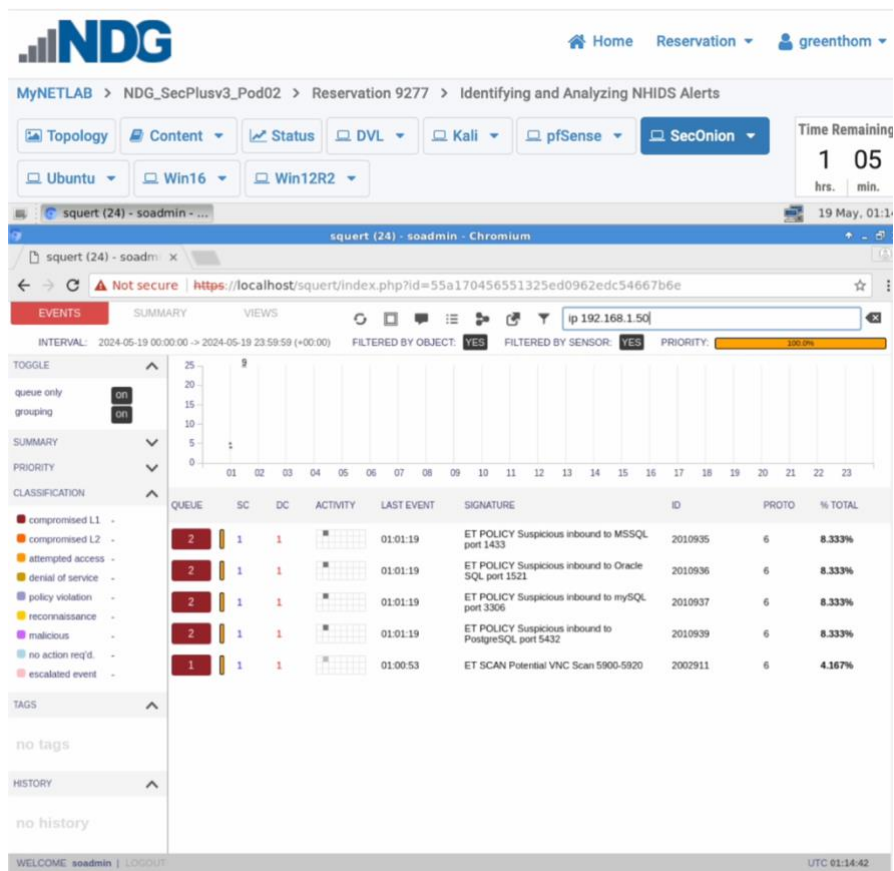 NDG
Home Reservation greenthom
MyNETLAB > NDG_SecPlusv3_Pod02 > Reservation 9277 > Identifying and Analyzing NHIDS Alerts
Topology Content Status DVL Kali pfSense SecOnion
Time Remaining
1 05
hrs. min.
Ubuntu Win16 Win12R2
squert (24) - soadmin - ...
19 May, 01:14
squert (24) - soadmin - Chromium
squert (24) - soadmi
Not secure | https://localhost/squert/index.php?id=55a170456551325ed0962edc54667b6e
EVENTS SUMMARY VIEWS
ip 192.168.1.50
INTERVAL: 2024-05-19 00:00:00 -> 2024-05-19 23:59:59 (+00:00) FILTERED BY OBJECT: YES FILTERED BY SENSOR: YES PRIORITY: 100.0%
TOGGLE
queue only on
grouping on
SUMMARY
PRIORITY
CLASSIFICATION
compromised L1 -
compromised L2 -
attempted access -
denial of service -
policy violation -
reconnaissance -
malicious -
no action req'd. -
escalated event -
TAGS
no tags
HISTORY
no history
25
20
15
10
5
0
01 02 03 04 05 06 07 08 09 10 11 12 13 14 15 16 17 18 19 20 21 22 23
QUEUE SC DC ACTIVITY LAST EVENT SIGNATURE ID PROTO % TOTAL
2 1 1 01:01:19 ET POLICY Suspicious inbound to MSSQL port 1433 2010935 6 8.333%
2 1 1 01:01:19 ET POLICY Suspicious inbound to Oracle SQL port 1521 2010936 6 8.333%
2 1 1 01:01:19 ET POLICY Suspicious inbound to mySQL port 3306 2010937 6 8.333%
2 1 1 01:01:19 ET POLICY Suspicious inbound to PostgreSQL port 5432 2010939 6 8.333%
1 1 1 01:00:53 ET SCAN Potential VNC Scan 5900-5920 2002911 6 4.167%
WELCOME soadmin | LOGOUT
UTC 01:14:42